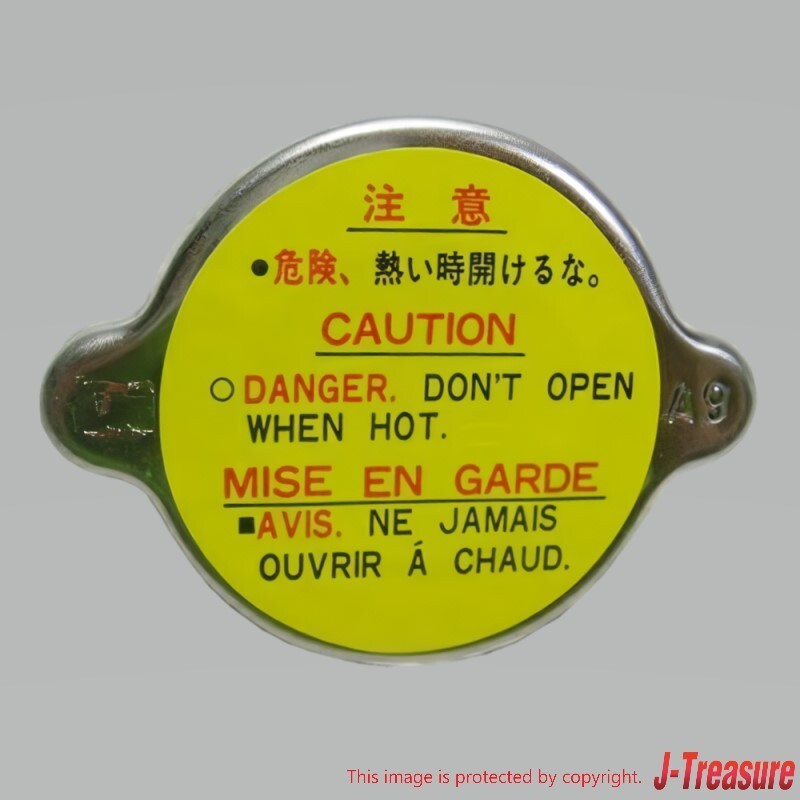 注意
●危険、熱い時開けるな。
CAUTION
○DANGER. DON'T OPEN
WHEN HOT.
MISE EN GARDE
■AVIS. NE JAMAIS
OUVRIR Á CHAUD.
A9
This image is protected by copyright. J-Treasure